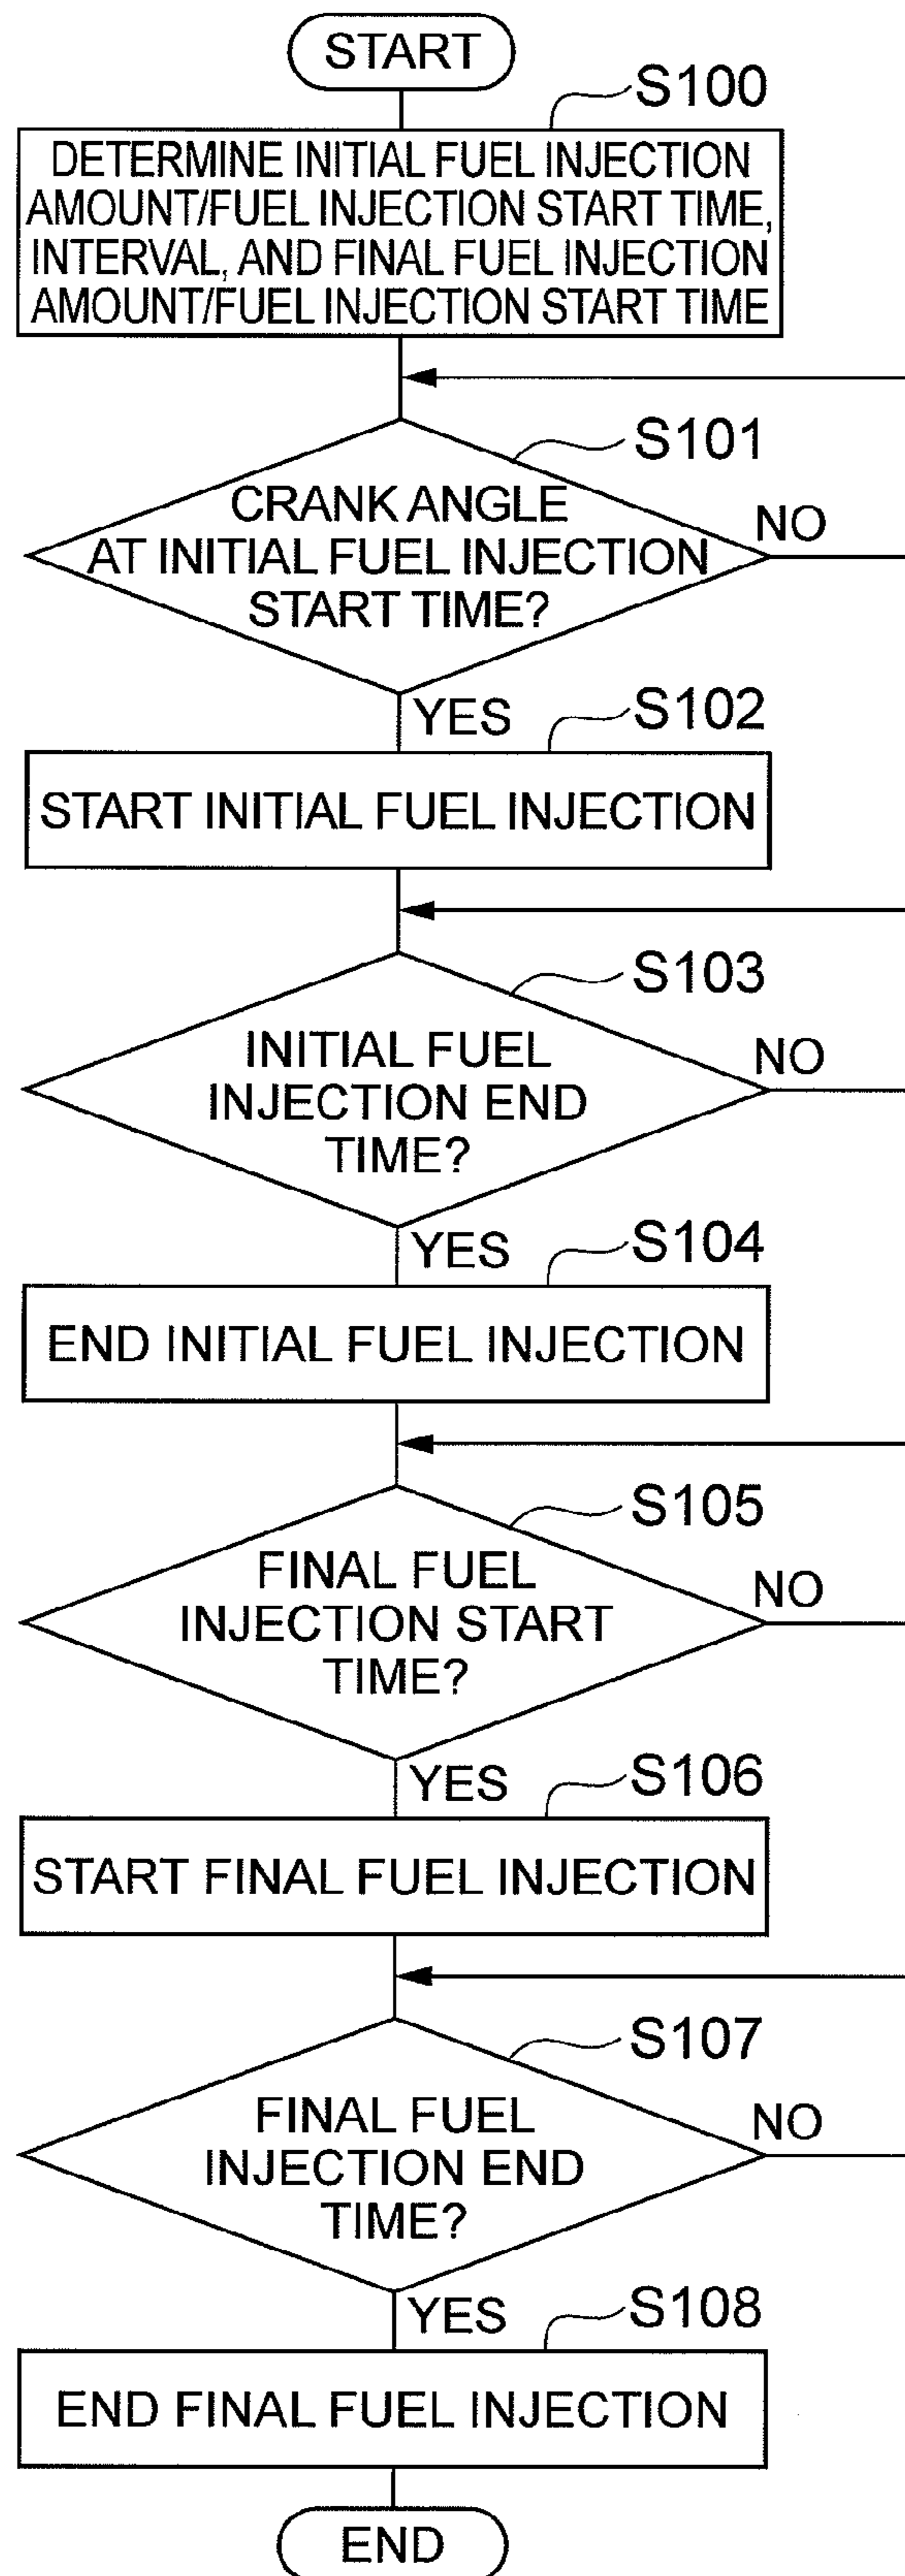 START
S100
DETERMINE INITIAL FUEL INJECTION
AMOUNT/FUEL INJECTION START TIME,
INTERVAL, AND FINAL FUEL INJECTION
AMOUNT/FUEL INJECTION START TIME
S101
CRANK ANGLE
AT INITIAL FUEL INJECTION
START TIME?
NO
YES
S102
START INITIAL FUEL INJECTION
S103
INITIAL FUEL
INJECTION END
TIME?
NO
YES
S104
END INITIAL FUEL INJECTION
S105
FINAL FUEL
INJECTION START
TIME?
NO
YES
S106
START FINAL FUEL INJECTION
S107
FINAL FUEL
INJECTION END
TIME?
NO
YES
S108
END FINAL FUEL INJECTION
END